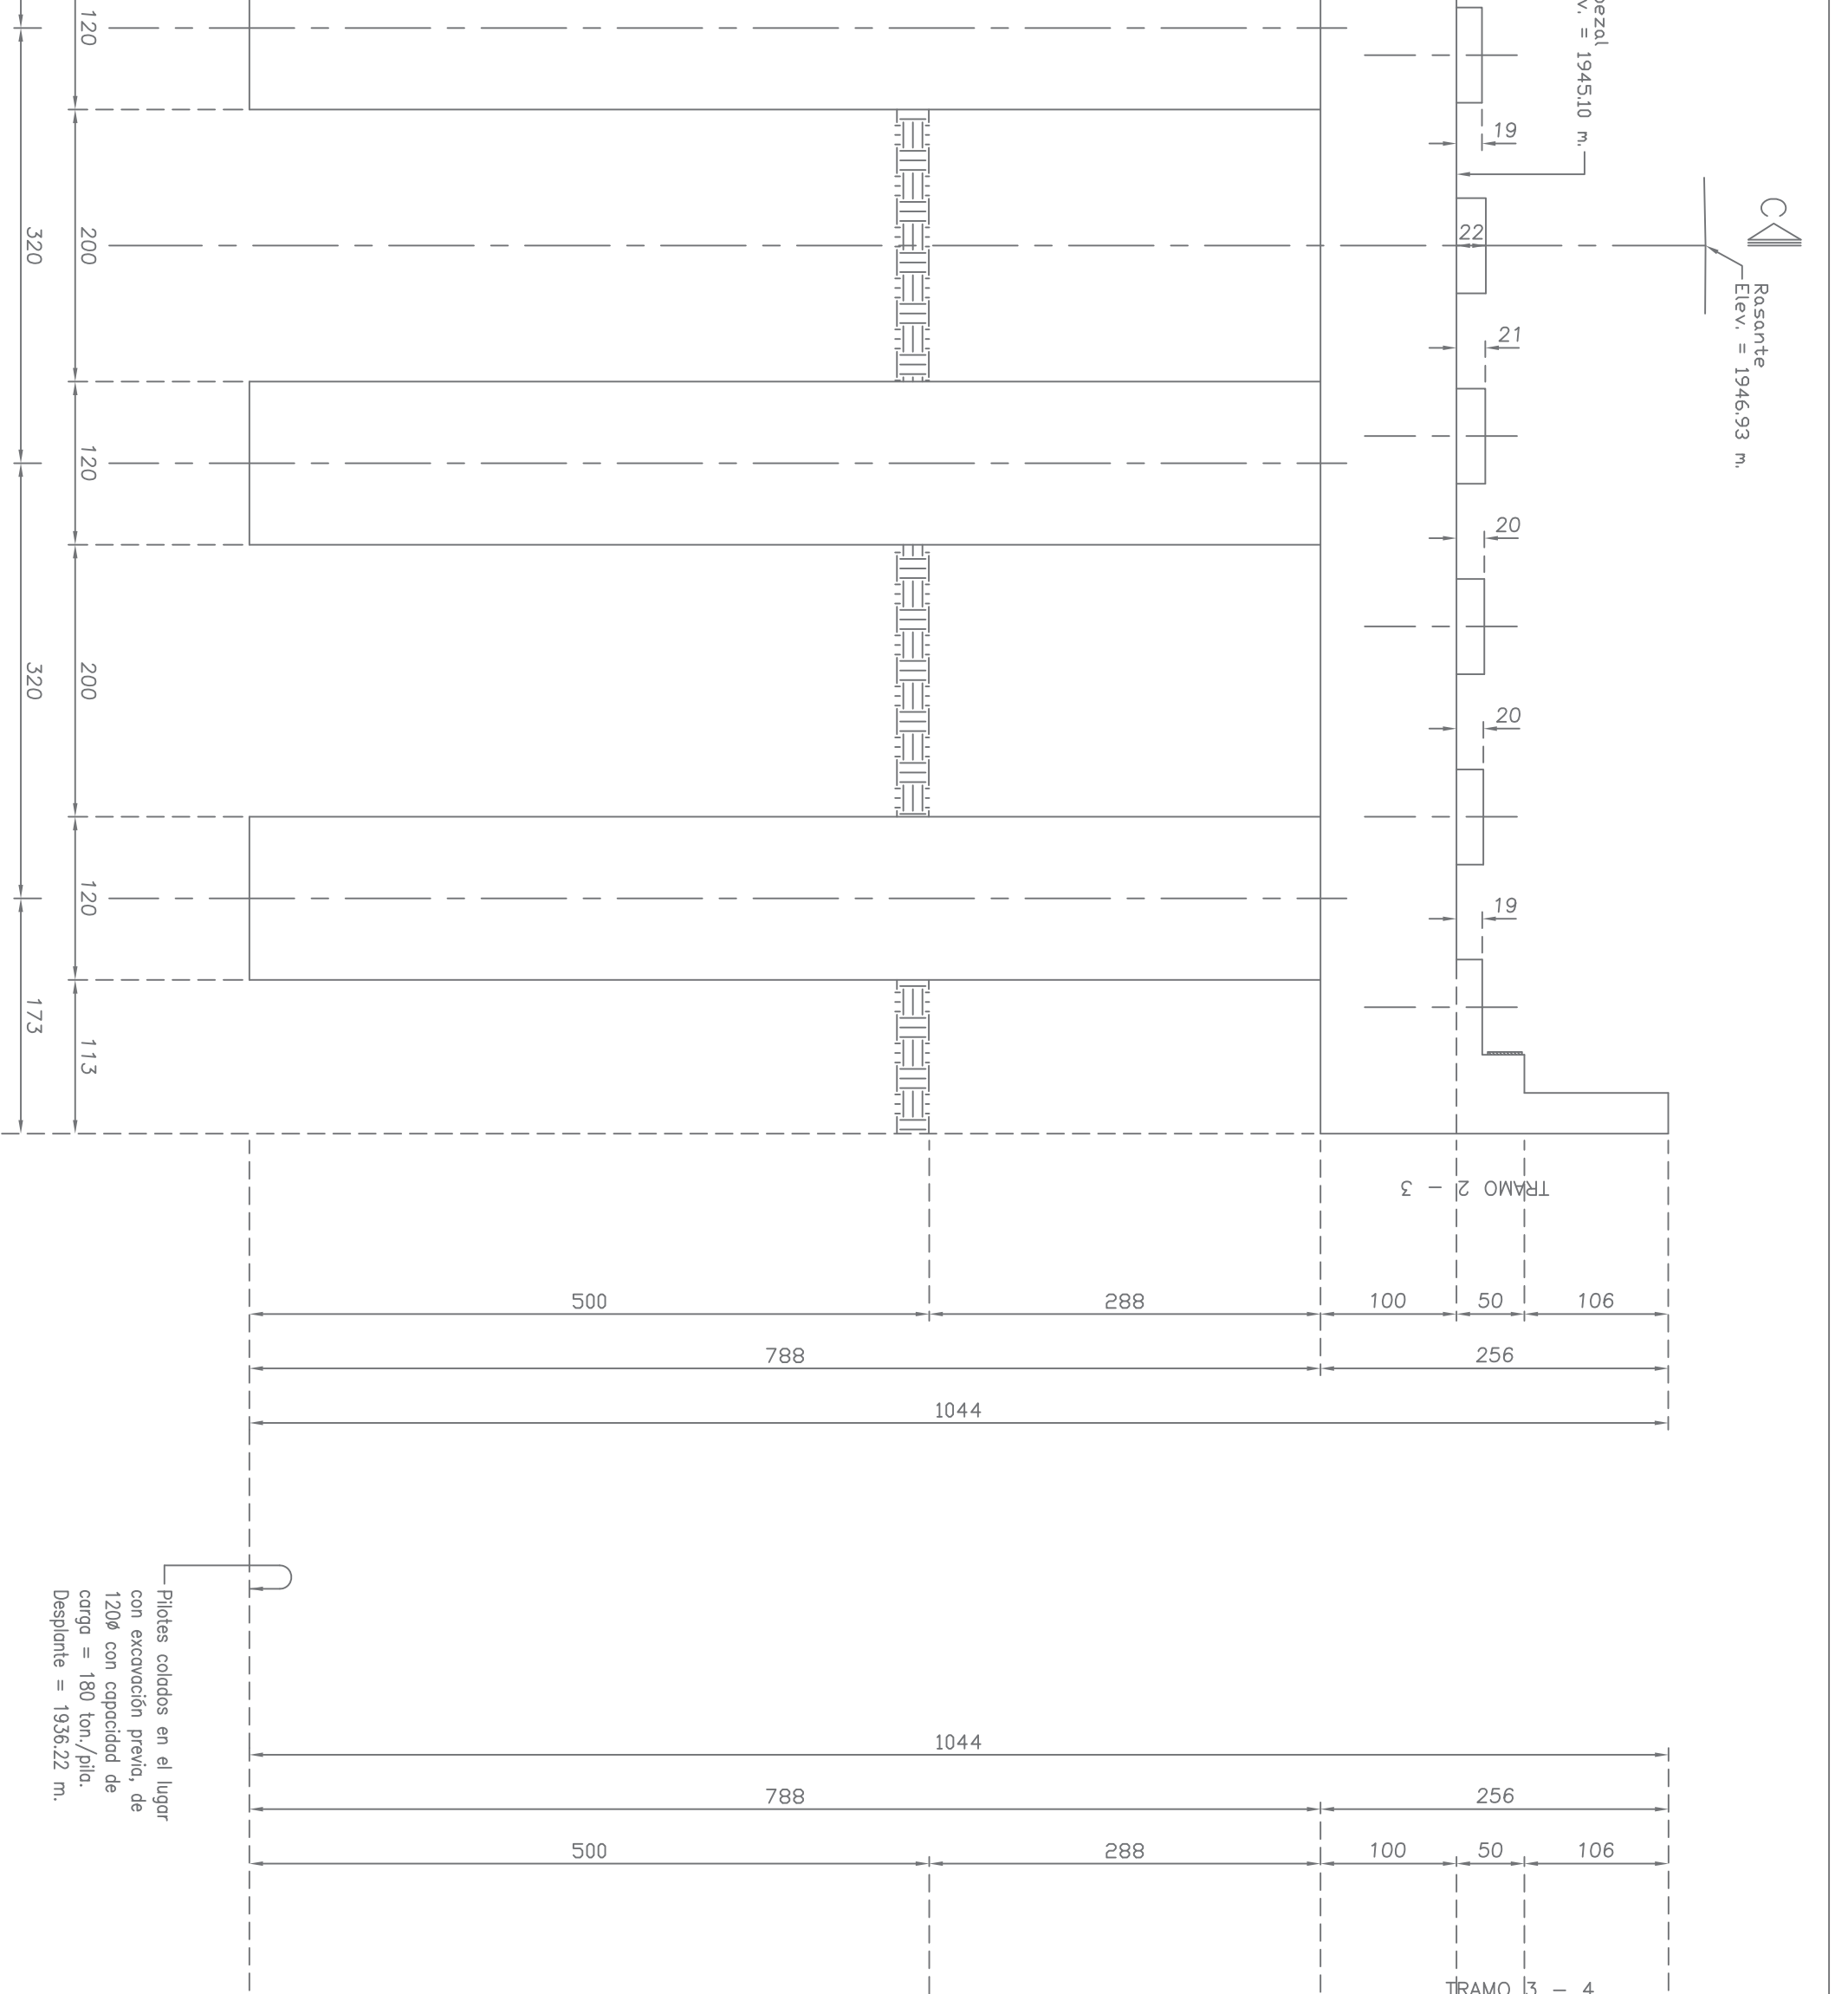 pezal
v. = 1945.10 m.
C
Rasante
Elev. = 1946.93 m.
19
22
21
20
20
19
120
200
120
200
120
113
320
320
173
TRAMO 2 - 3
500
288
100
50
106
788
256
1044
Pilotes colados en el lugar
con excavación previa, de
120ø con capacidad de
carga = 180 ton./pila.
Desplante = 1936.22 m.
1044
788
256
500
288
100
50
106
TRAMO 3 - 4